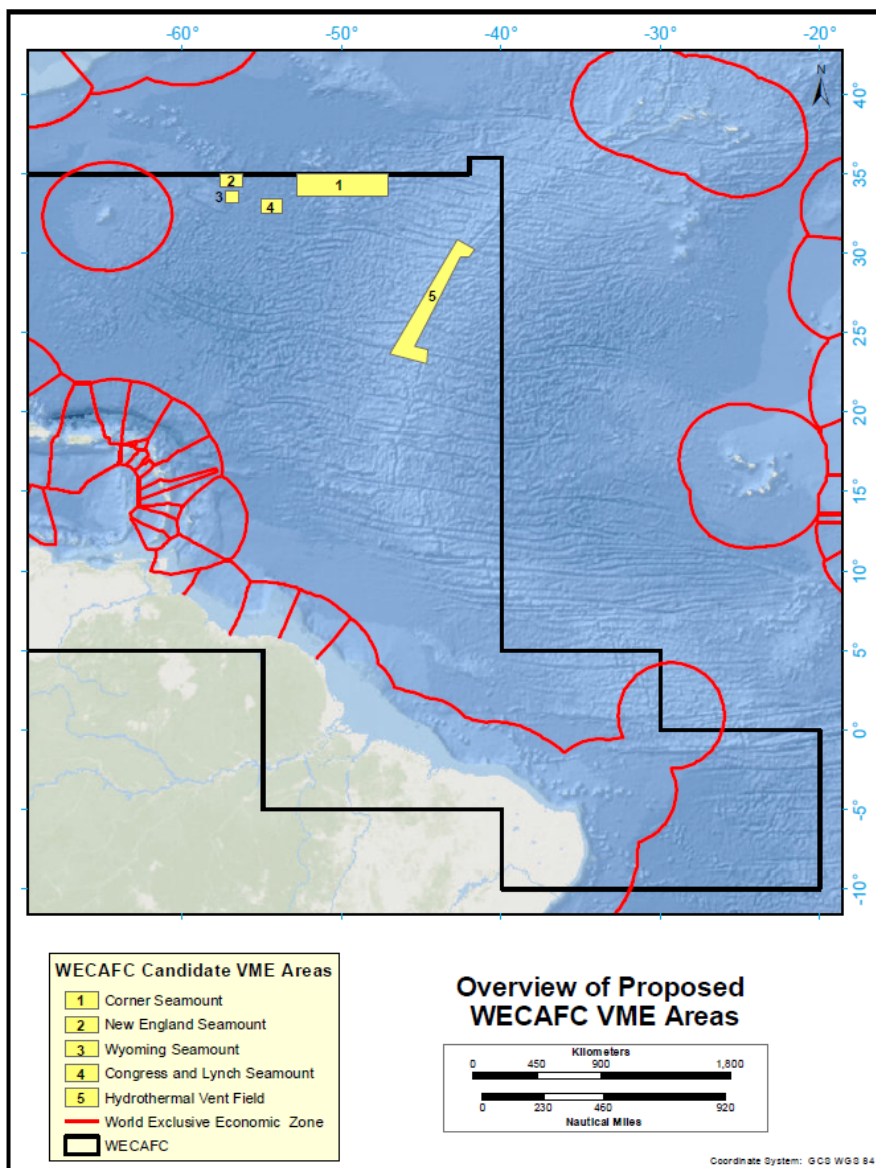 -60° -50° -40° -30° -20°
N
40°
35°
30°
25°
20°
15°
10°
5°
0°
-5°
-10°
2
1
3
4
5
WECAFC Candidate VME Areas
1 Corner Seamount
2 New England Seamount
3 Wyoming Seamount
4 Congress and Lynch Seamount
5 Hydrothermal Vent Field
World Exclusive Economic Zone
WECAFC
Overview of Proposed
WECAFC VME Areas
Kilometers
0 450 900 1,800
0 230 460 920
Nautical Miles
Coordinate System: GCS WGS 84